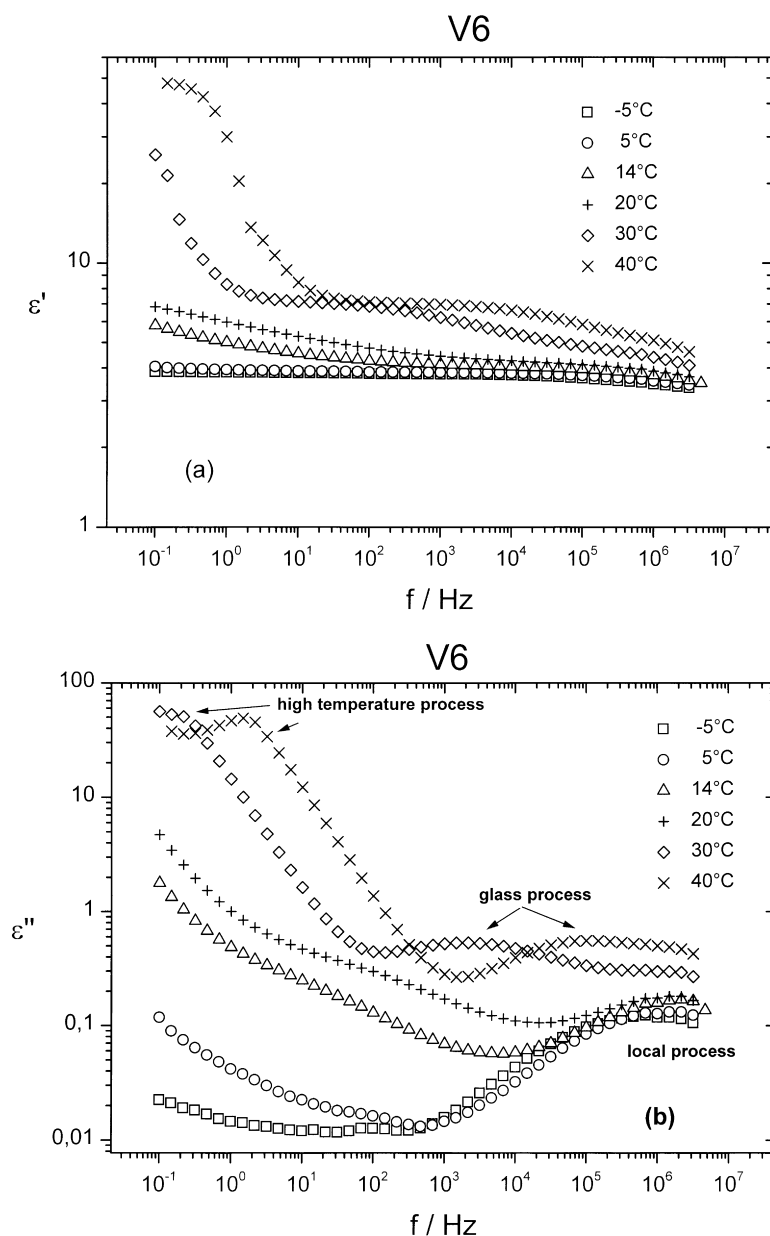 V6
-5°C
5°C
14°C
20°C
30°C
40°C
10
ε'
(a)
1
10⁻¹ 10⁰ 10¹ 10² 10³ 10⁴ 10⁵ 10⁶ 10⁷
f / Hz
V6
100
high temperature process
-5°C
5°C
14°C
20°C
30°C
40°C
10
glass process
1
ε''
0,1
local process
(b)
0,01
10⁻¹ 10⁰ 10¹ 10² 10³ 10⁴ 10⁵ 10⁶ 10⁷
f / Hz